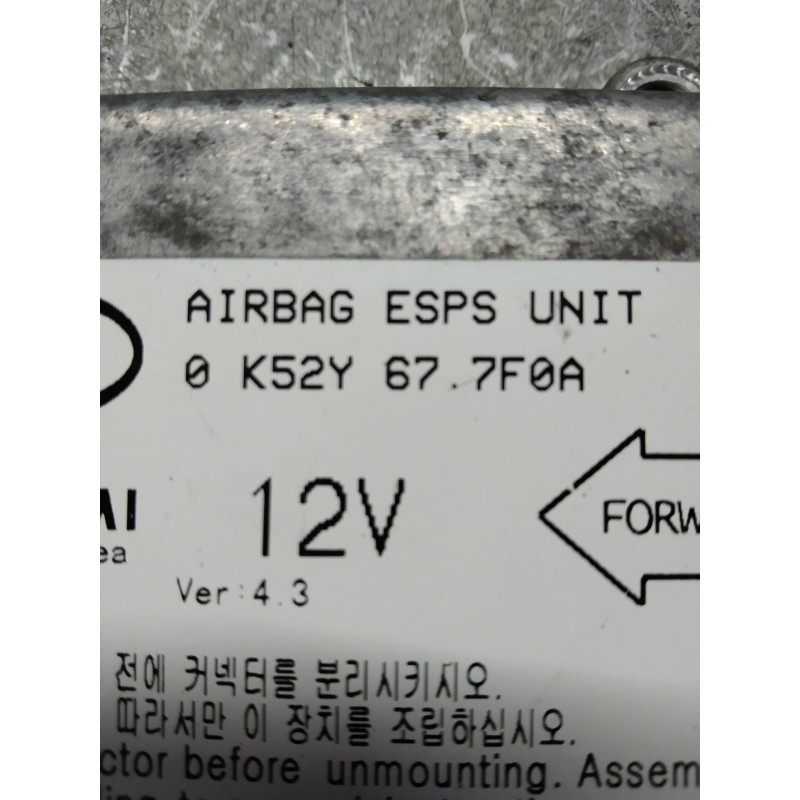 AIRBAG ESPS UNIT
0 K52Y 67.7F0A
12V
Ver:4.3
전에 커넥터를 분리시키시오.
따라서만 이 장치를 조립하십시오.
before unmounting.